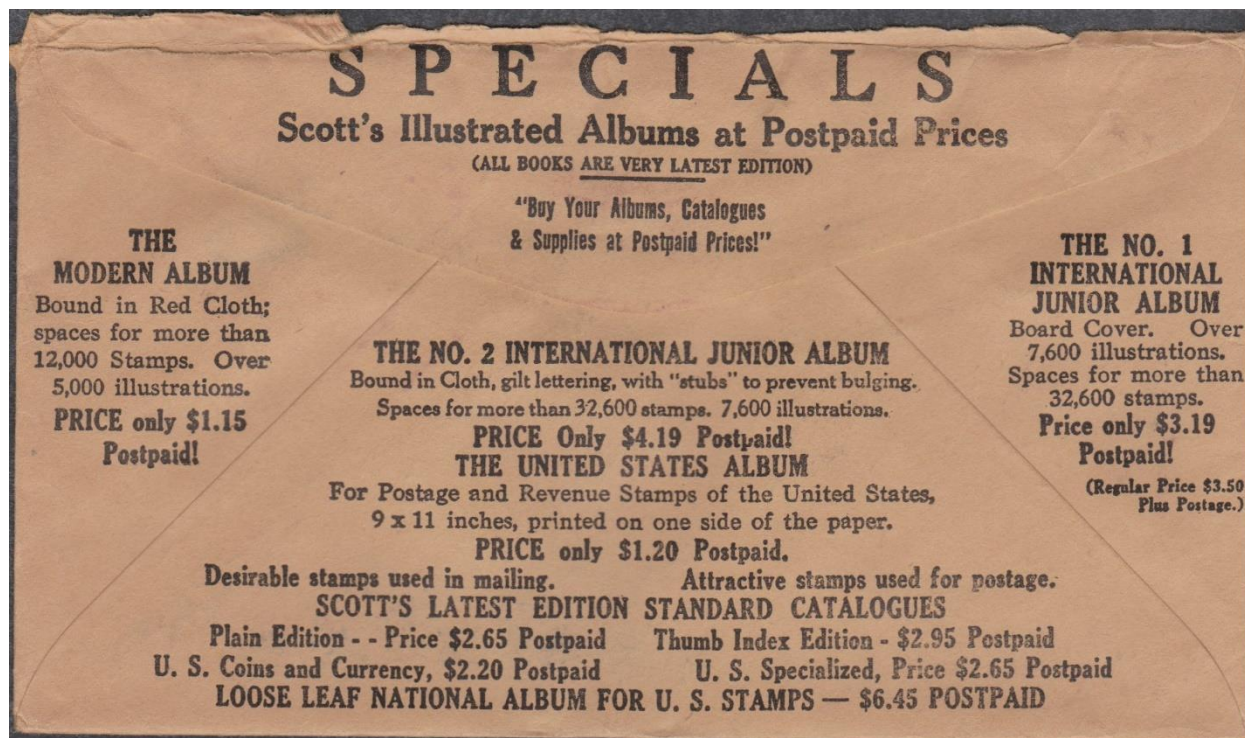 SPECIALS
Scott's Illustrated Albums at Postpaid Prices
(ALL BOOKS ARE VERY LATEST EDITION)
"Buy Your Albums, Catalogues
& Supplies at Postpaid Prices!"
THE
MODERN ALBUM
Bound in Red Cloth;
spaces for more than
12,000 Stamps. Over
5,000 illustrations.
PRICE only $1.15
Postpaid!
THE NO. 2 INTERNATIONAL JUNIOR ALBUM
Bound in Cloth, gilt lettering, with "stubs" to prevent bulging.
Spaces for more than 32,600 stamps. 7,600 illustrations.
PRICE Only $4.19 Postpaid!
THE UNITED STATES ALBUM
For Postage and Revenue Stamps of the United States,
9 x 11 inches, printed on one side of the paper.
PRICE only $1.20 Postpaid.
THE NO. 1
INTERNATIONAL
JUNIOR ALBUM
Board Cover. Over
7,600 illustrations.
Spaces for more than
32,600 stamps.
Price only $3.19
Postpaid!
(Regular Price $3.50
Plus Postage.)
Desirable stamps used in mailing. Attractive stamps used for postage.
SCOTT'S LATEST EDITION STANDARD CATALOGUES
Plain Edition - - Price $2.65 Postpaid Thumb Index Edition - $2.95 Postpaid
U. S. Coins and Currency, $2.20 Postpaid U. S. Specialized, Price $2.65 Postpaid
LOOSE LEAF NATIONAL ALBUM FOR U. S. STAMPS — $6.45 POSTPAID